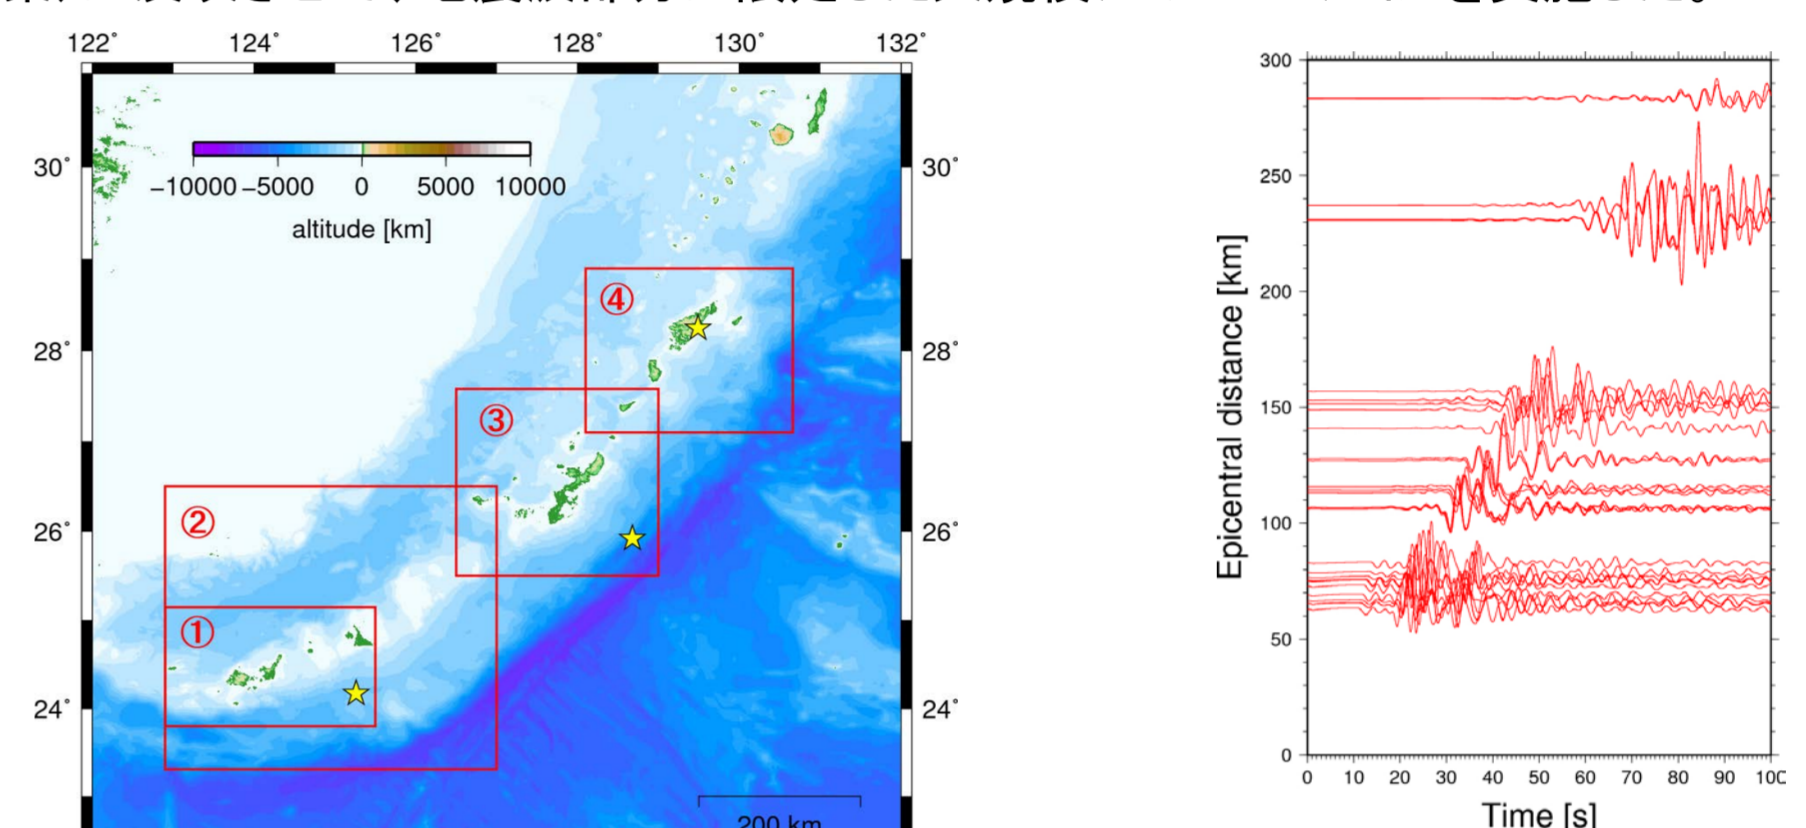 122˚ 124˚ 126˚ 128˚ 130˚ 132˚
30˚ 30˚
28˚ 28˚
26˚ 26˚
24˚ 24˚
−10000 −5000 0 5000 10000
altitude [km]
④
③
②
①
200 km
300
250
200
150
100
50
0
Epicentral distance [km]
0 10 20 30 40 50 60 70 80 90
Time [s]